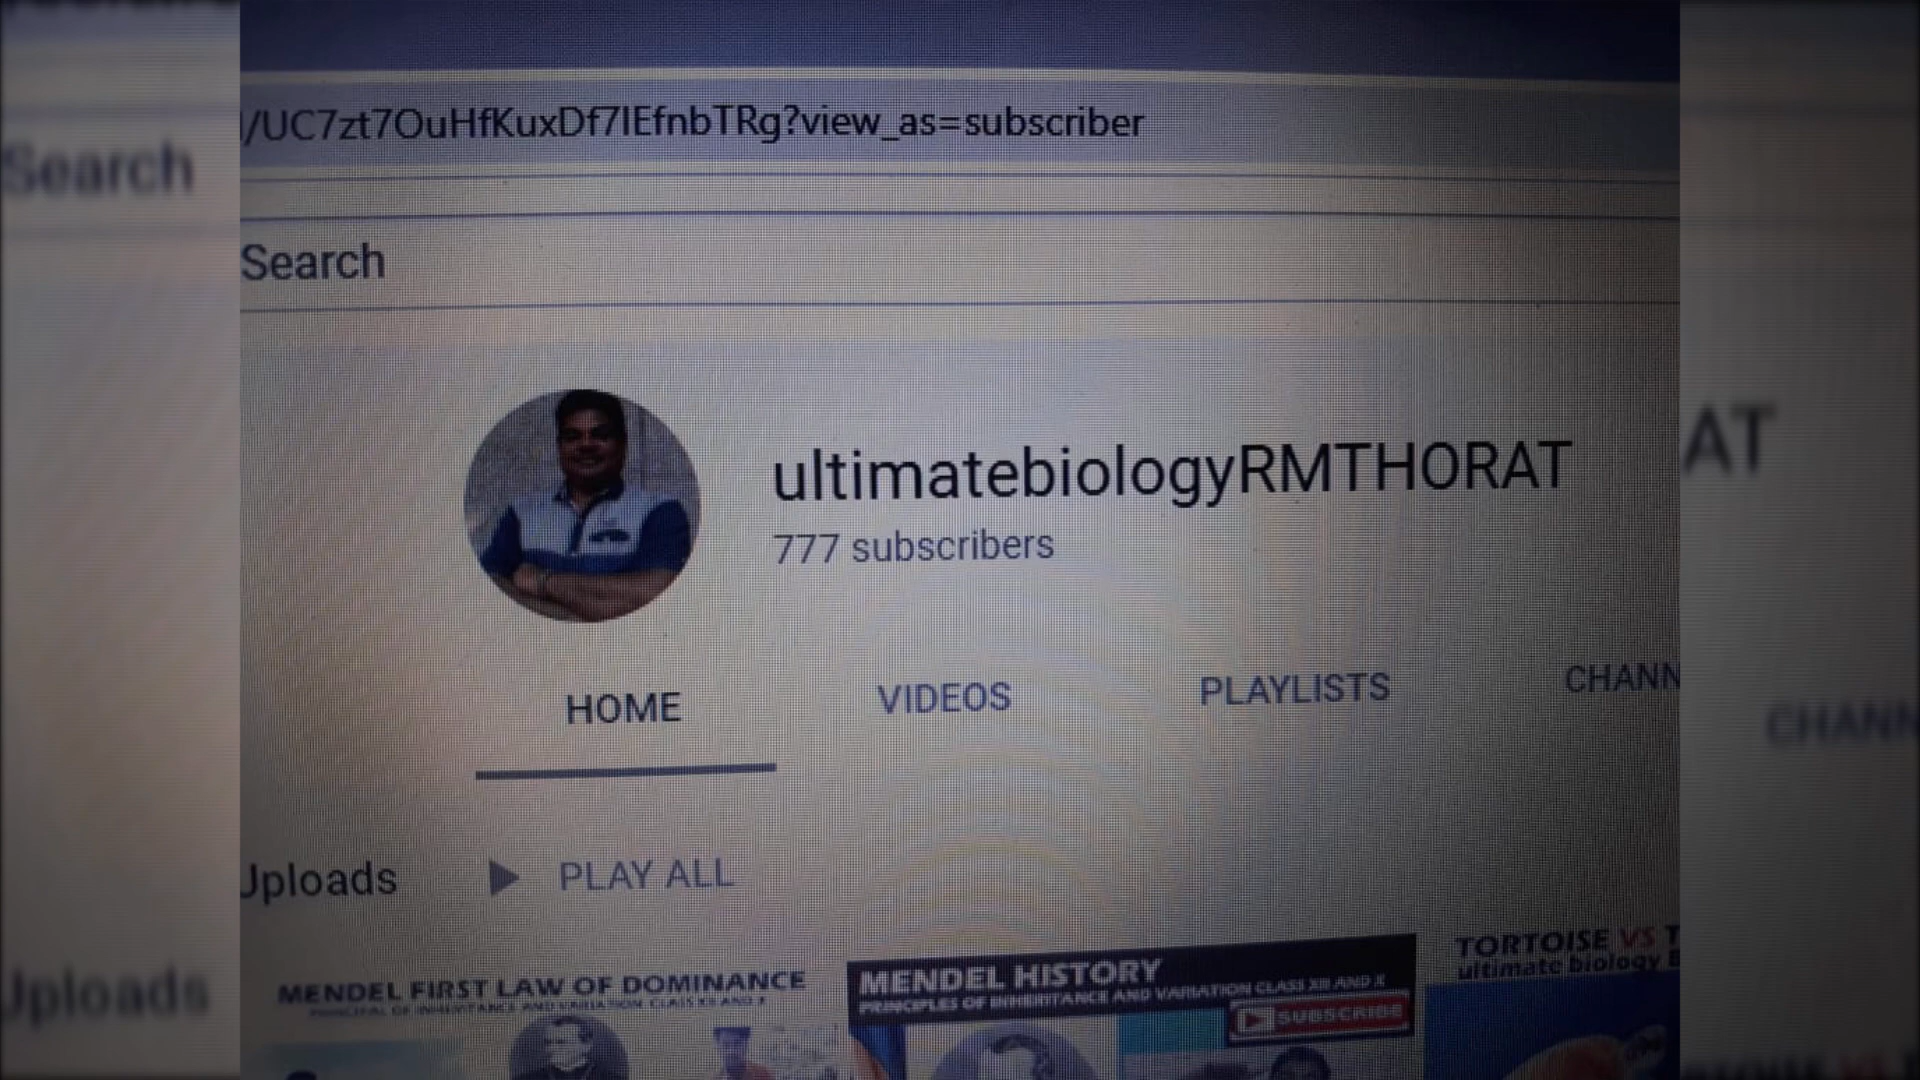 /UC7zt7OuHfKuxDf7IEfnbTRg?view_as=subscriber
Search
Search
ultimatebiologyRMTHORAT
AT
777 subscribers
HOME
VIDEOS
PLAYLISTS
CHANN
CHANN
Uploads
PLAY ALL
Uploads
MENDEL FIRST LAW OF DOMINANCE
PRINCIPAL OF INHERITANCE AND VARIATION CLASS XII AND X
MENDEL HISTORY
PRINCIPLES OF INHERITANCE AND VARIATION CLASS XII AND X
SUBSCRIBE
TORTOISE VS T
ultimate biology